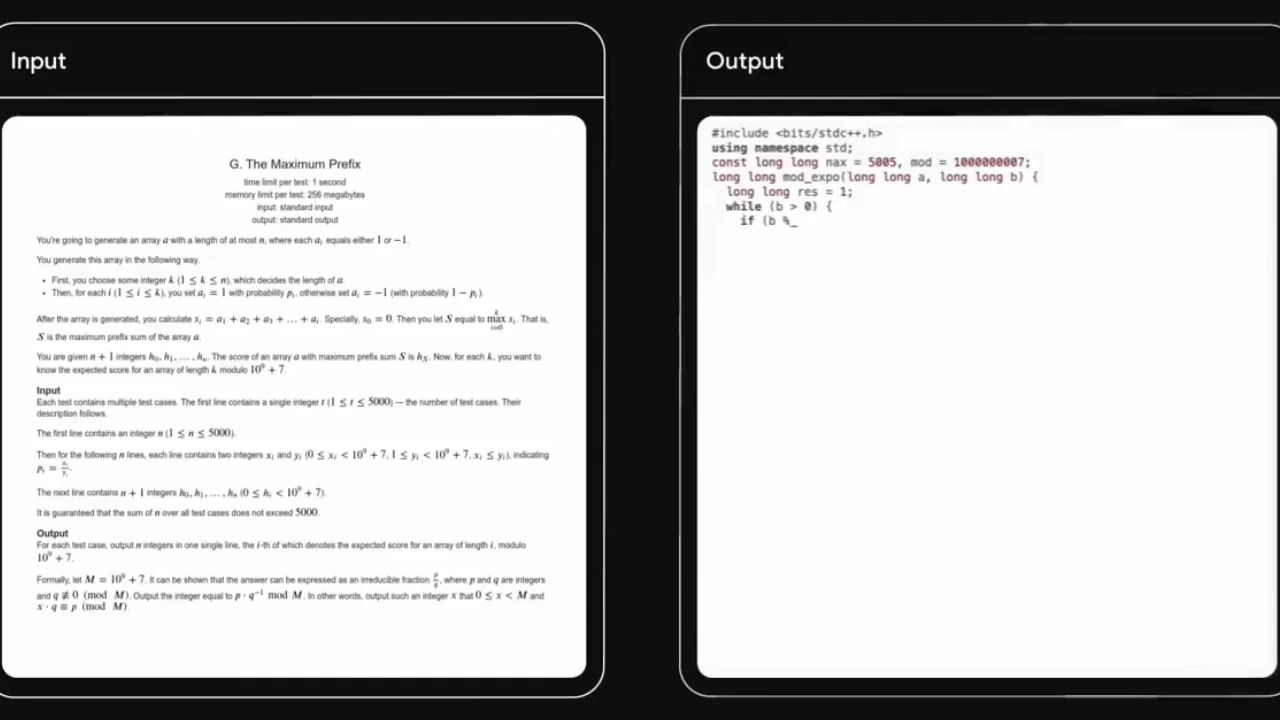 Input
G. The Maximum Prefix
time limit per test: 1 second
memory limit per test: 256 megabytes
input: standard input
output: standard output
You're going to generate an array a with a length of at most n, where each a_i equals either 1 or −1.
You generate this array in the following way.
• First, you choose some integer k (1 ≤ k ≤ n), which decides the length of a.
• Then, for each i (1 ≤ i ≤ k), you set a_i = 1 with probability p_i, otherwise set a_i = −1 (with probability 1 − p_i).
After the array is generated, you calculate s_i = a_1 + a_2 + a_3 + … + a_i. Specially, s_0 = 0. Then you let S equal to max_{i=0}^{k} s_i. That is,
S is the maximum prefix sum of the array a.
You are given n + 1 integers h_0, h_1, … , h_n. The score of an array a with maximum prefix sum S is h_S. Now, for each k, you want to
know the expected score for an array of length k modulo 10^9 + 7.
Input
Each test contains multiple test cases. The first line contains a single integer t (1 ≤ t ≤ 5000) — the number of test cases. Their
description follows.
The first line contains an integer n (1 ≤ n ≤ 5000).
Then for the following n lines, each line contains two integers x_i and y_i (0 ≤ x_i < 10^9 + 7, 1 ≤ y_i < 10^9 + 7, x_i ≤ y_i), indicating
p_i = x_i/y_i.
The next line contains n + 1 integers h_0, h_1, … , h_n (0 ≤ h_i < 10^9 + 7).
It is guaranteed that the sum of n over all test cases does not exceed 5000.
Output
For each test case, output n integers in one single line, the i-th of which denotes the expected score for an array of length i, modulo
10^9 + 7.
Formally, let M = 10^9 + 7. It can be shown that the answer can be expressed as an irreducible fraction p/q, where p and q are integers
and q ≢ 0 (mod M). Output the integer equal to p · q^−1 mod M. In other words, output such an integer x that 0 ≤ x < M and
x · q ≡ p (mod M).
Output
#include <bits/stdc++.h>
using namespace std;
const long long nax = 5005, mod = 1000000007;
long long mod_expo(long long a, long long b) {
  long long res = 1;
  while (b > 0) {
    if (b %_